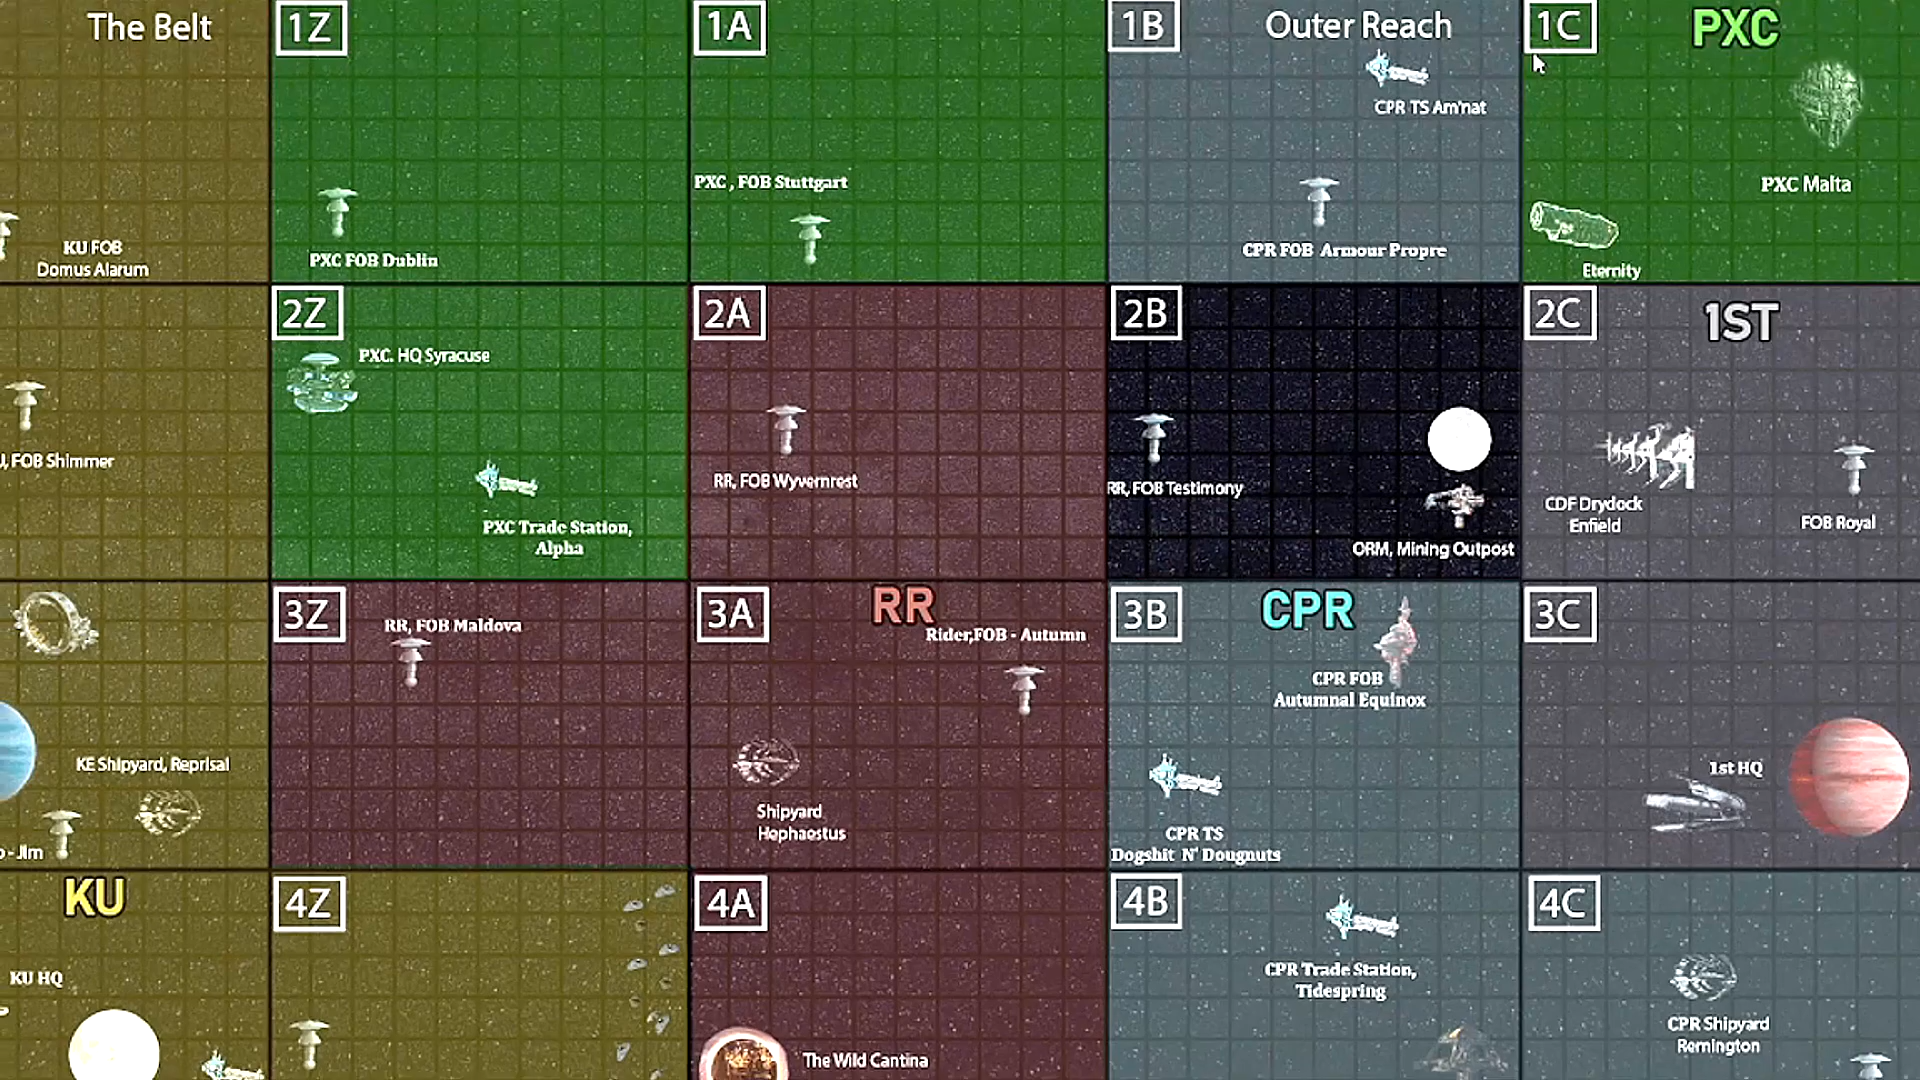 The Belt
1Z
1A
1B
Outer Reach
1C
PXC
CPR TS Am'nat
PXC , FOB Stuttgart
PXC Malta
KU FOB
Domus Alarum
PXC FOB Dublin
CPR FOB Armour Propre
Eternity
2Z
PXC. HQ Syracuse
2A
2B
2C
1ST
FOB Shimmer
PXC Trade Station,
Alpha
RR, FOB Wyvernrest
RR, FOB Testimony
ORM, Mining Outpost
CDF Drydock
Enfield
FOB Royal
3Z
RR, FOB Maldova
3A
RR
Rider,FOB - Autumn
3B
CPR
3C
CPR FOB
Autumnal Equinox
KE Shipyard, Reprisal
1st HQ
Shipyard
Hephaestus
CPR TS
Dogshit N' Dougnuts
- Jim
KU
4Z
4A
4B
4C
KU HQ
CPR Trade Station,
Tidespring
CPR Shipyard
Remington
The Wild Cantina